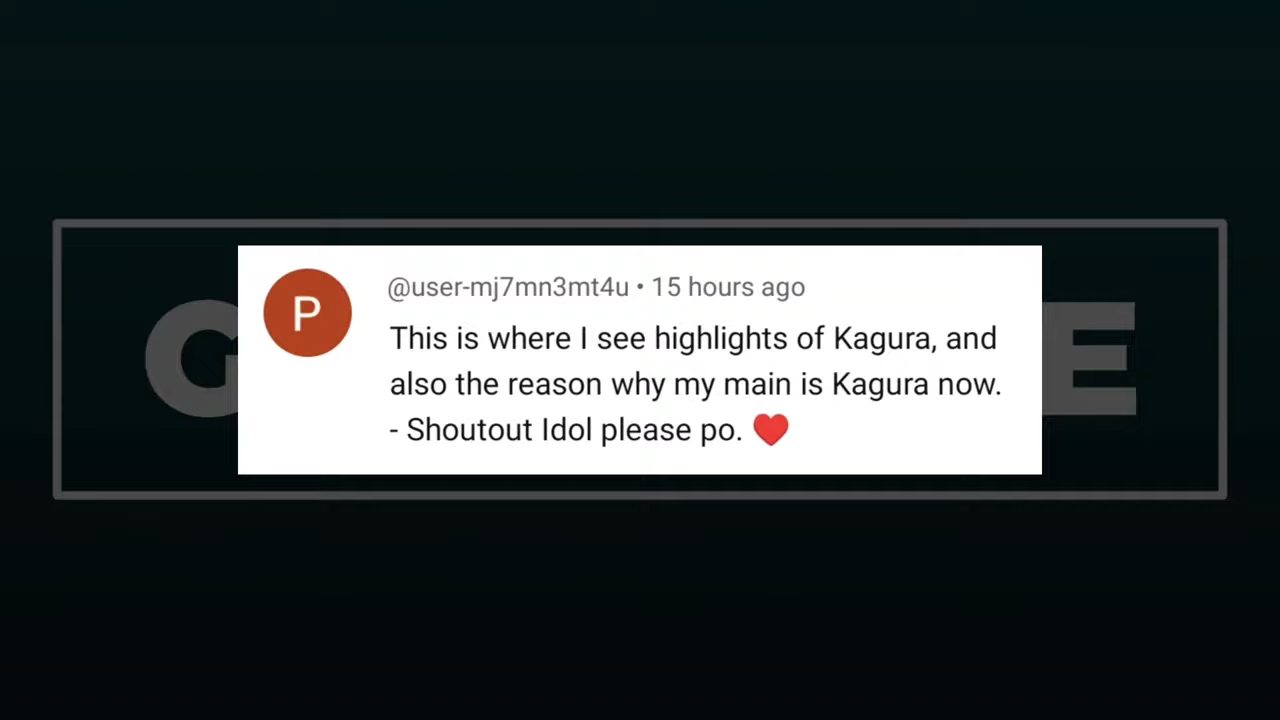 P
@user-mj7mn3mt4u • 15 hours ago
This is where I see highlights of Kagura, and
also the reason why my main is Kagura now.
- Shoutout Idol please po. ❤️
G
E